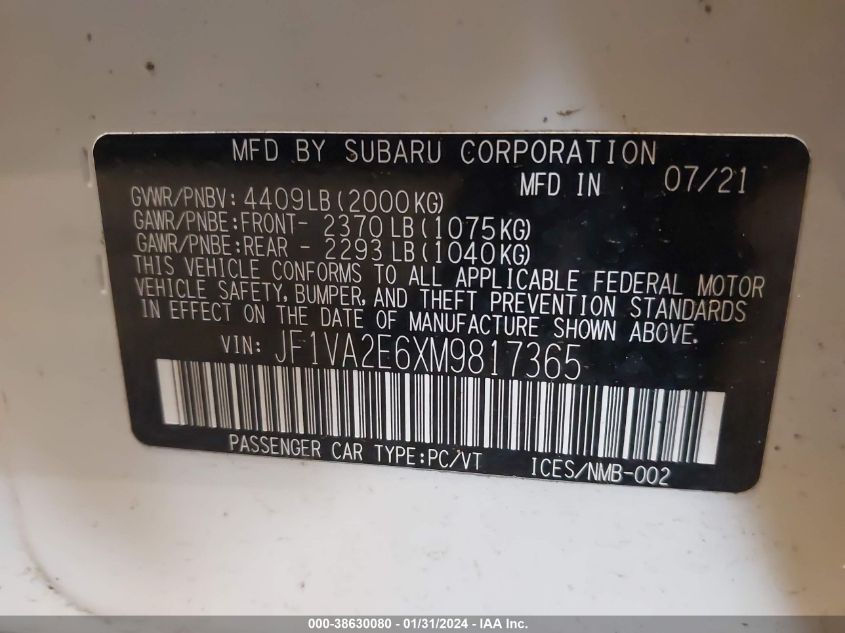 MFD BY SUBARU CORPORATION
MFD IN 07/21
GVWR/PNBV: 4409LB(2000KG)
GAWR/PNBE:FRONT- 2370LB(1075KG)
GAWR/PNBE:REAR - 2293LB(1040KG)
THIS VEHICLE CONFORMS TO ALL APPLICABLE FEDERAL MOTOR
VEHICLE SAFETY, BUMPER, AND THEFT PREVENTION STANDARDS
IN EFFECT ON THE DATE OF MANUFACTURE SHOWN ABOVE.
VIN: JF1VA2E6XM9817365
PASSENGER CAR TYPE:PC/VT ICES/NMB-002
000-38630080 - 01/31/2024 - IAA Inc.